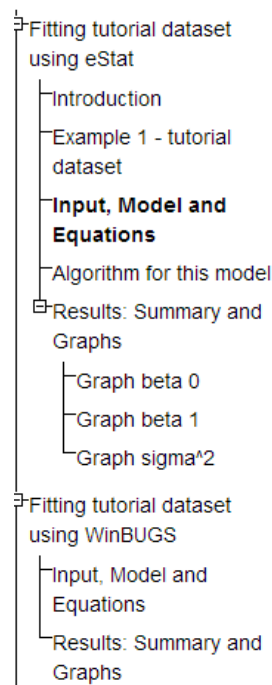 Fitting tutorial dataset
using eStat
Introduction
Example 1 - tutorial
dataset
Input, Model and
Equations
Algorithm for this model
Results: Summary and
Graphs
Graph beta 0
Graph beta 1
Graph sigma^2
Fitting tutorial dataset
using WinBUGS
Input, Model and
Equations
Results: Summary and
Graphs